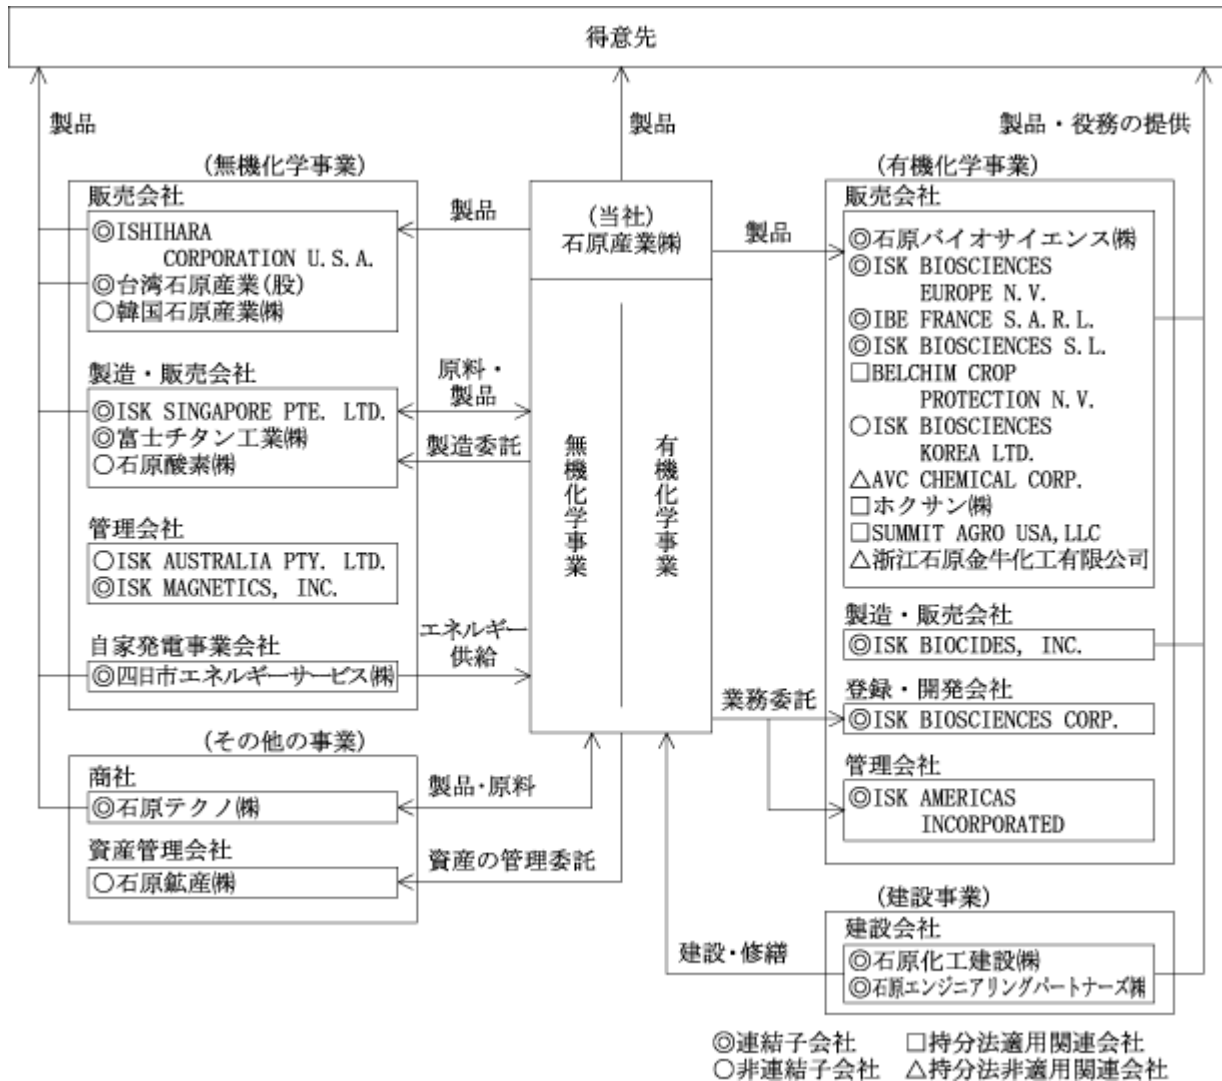 得意先
製品
製品
製品・役務の提供
(無機化学事業)
販売会社
◎ISHIHARA
CORPORATION U.S.A.
◎台湾石原産業(股)
○韓国石原産業㈱
製造・販売会社
◎ISK SINGAPORE PTE. LTD.
◎富士チタン工業㈱
○石原酸素㈱
管理会社
○ISK AUSTRALIA PTY. LTD.
◎ISK MAGNETICS, INC.
自家発電事業会社
◎四日市エネルギーサービス㈱
(その他の事業)
商社
◎石原テクノ㈱
資産管理会社
○石原鉱産㈱
製品
原料・
製品
製造委託
エネルギー
供給
製品・原料
資産の管理委託
(当社)
石原産業㈱
無機化学事業
有機化学事業
製品
業務委託
建設・修繕
(有機化学事業)
販売会社
◎石原バイオサイエンス㈱
◎ISK BIOSCIENCES
EUROPE N.V.
◎IBE FRANCE S.A.R.L.
◎ISK BIOSCIENCES S.L.
□BELCHIM CROP
PROTECTION N.V.
○ISK BIOSCIENCES
KOREA LTD.
△AVC CHEMICAL CORP.
□ホクサン㈱
□SUMMIT AGRO USA,LLC
△浙江石原金牛化工有限公司
製造・販売会社
◎ISK BIOCIDES, INC.
登録・開発会社
◎ISK BIOSCIENCES CORP.
管理会社
◎ISK AMERICAS
INCORPORATED
(建設事業)
建設会社
◎石原化工建設㈱
◎石原エンジニアリングパートナーズ㈱
◎連結子会社 □持分法適用関連会社
○非連結子会社 △持分法非適用関連会社